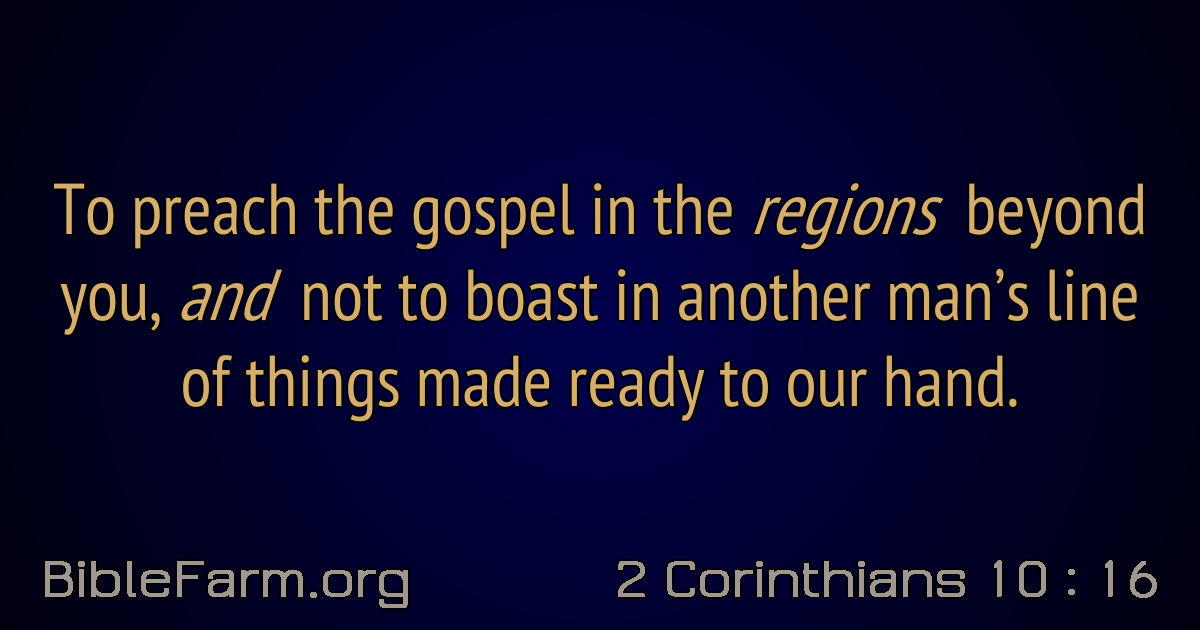 To preach the gospel in the regions beyond
you, and not to boast in another man’s line
of things made ready to our hand.
BibleFarm.org
2 Corinthians 10 : 16